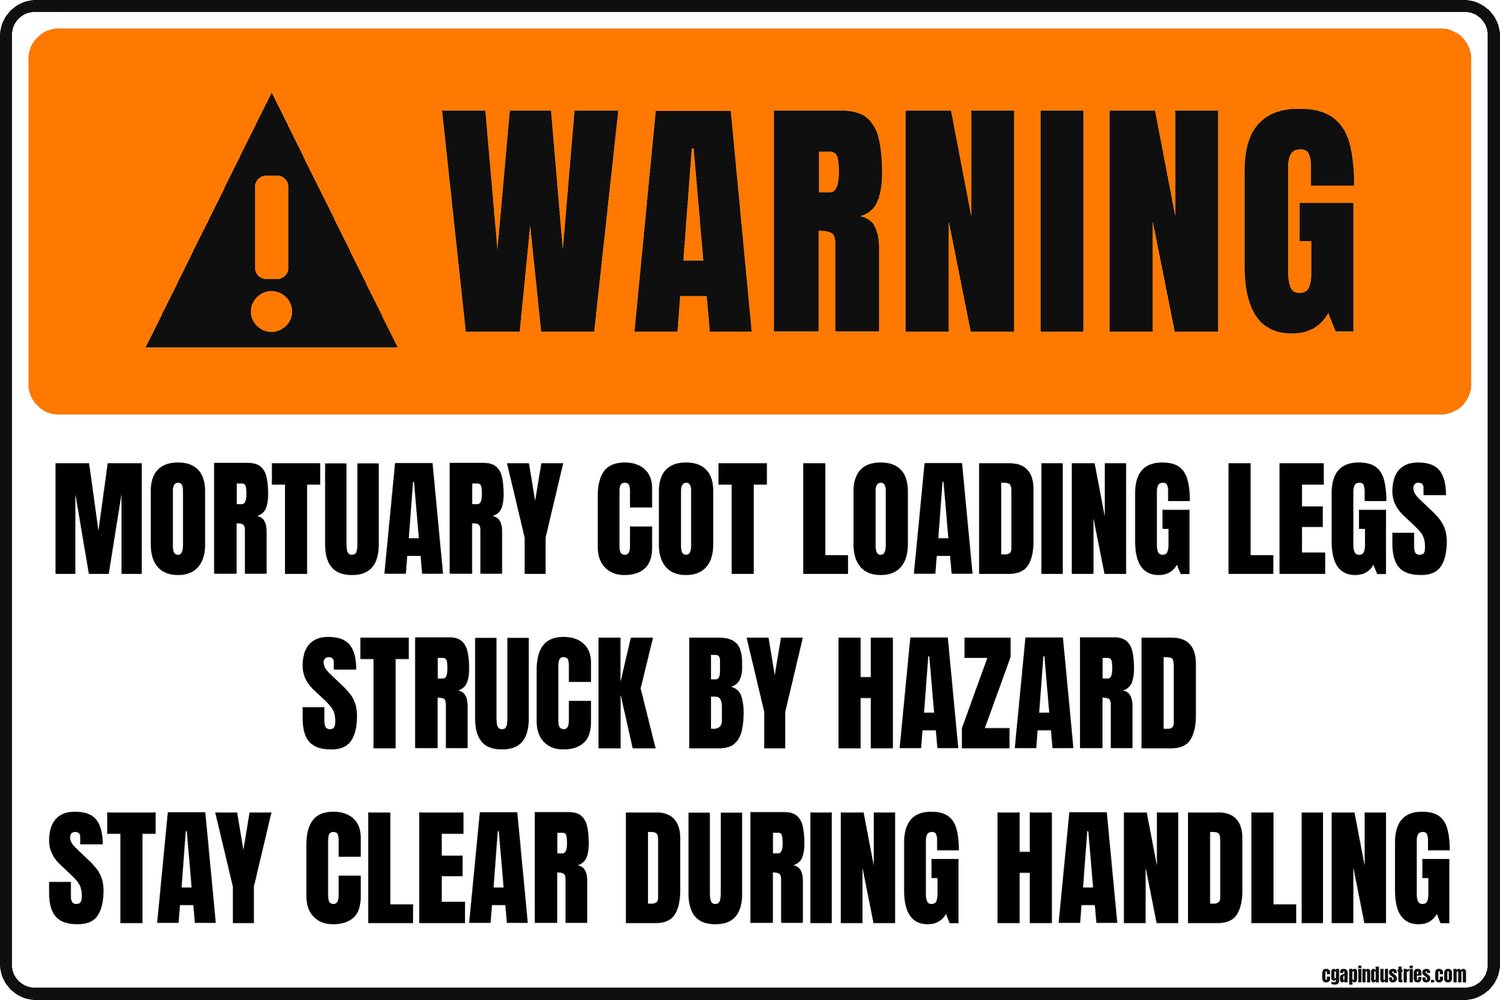 WARNING
MORTUARY COT LOADING LEGS
STRUCK BY HAZARD
STAY CLEAR DURING HANDLING
cgapindustries.com